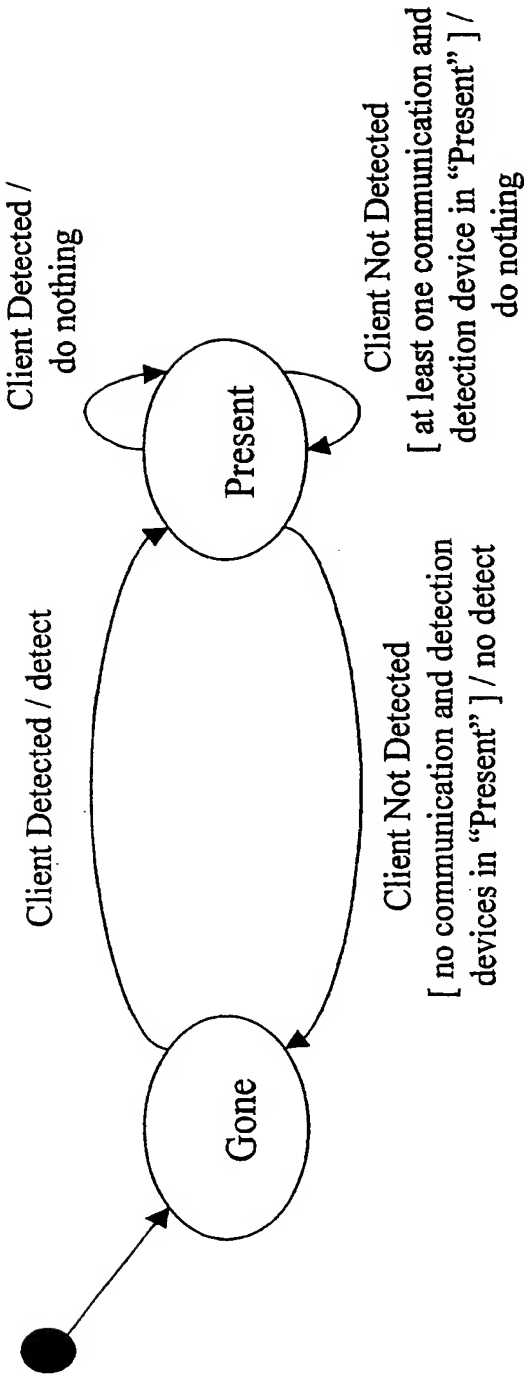 Client Detected /
do nothing
Client Detected / detect
Present
Gone
Client Not Detected
[ no communication and detection
devices in “Present” ] / no detect
Client Not Detected
[ at least one communication and
detection device in “Present” ] /
do nothing